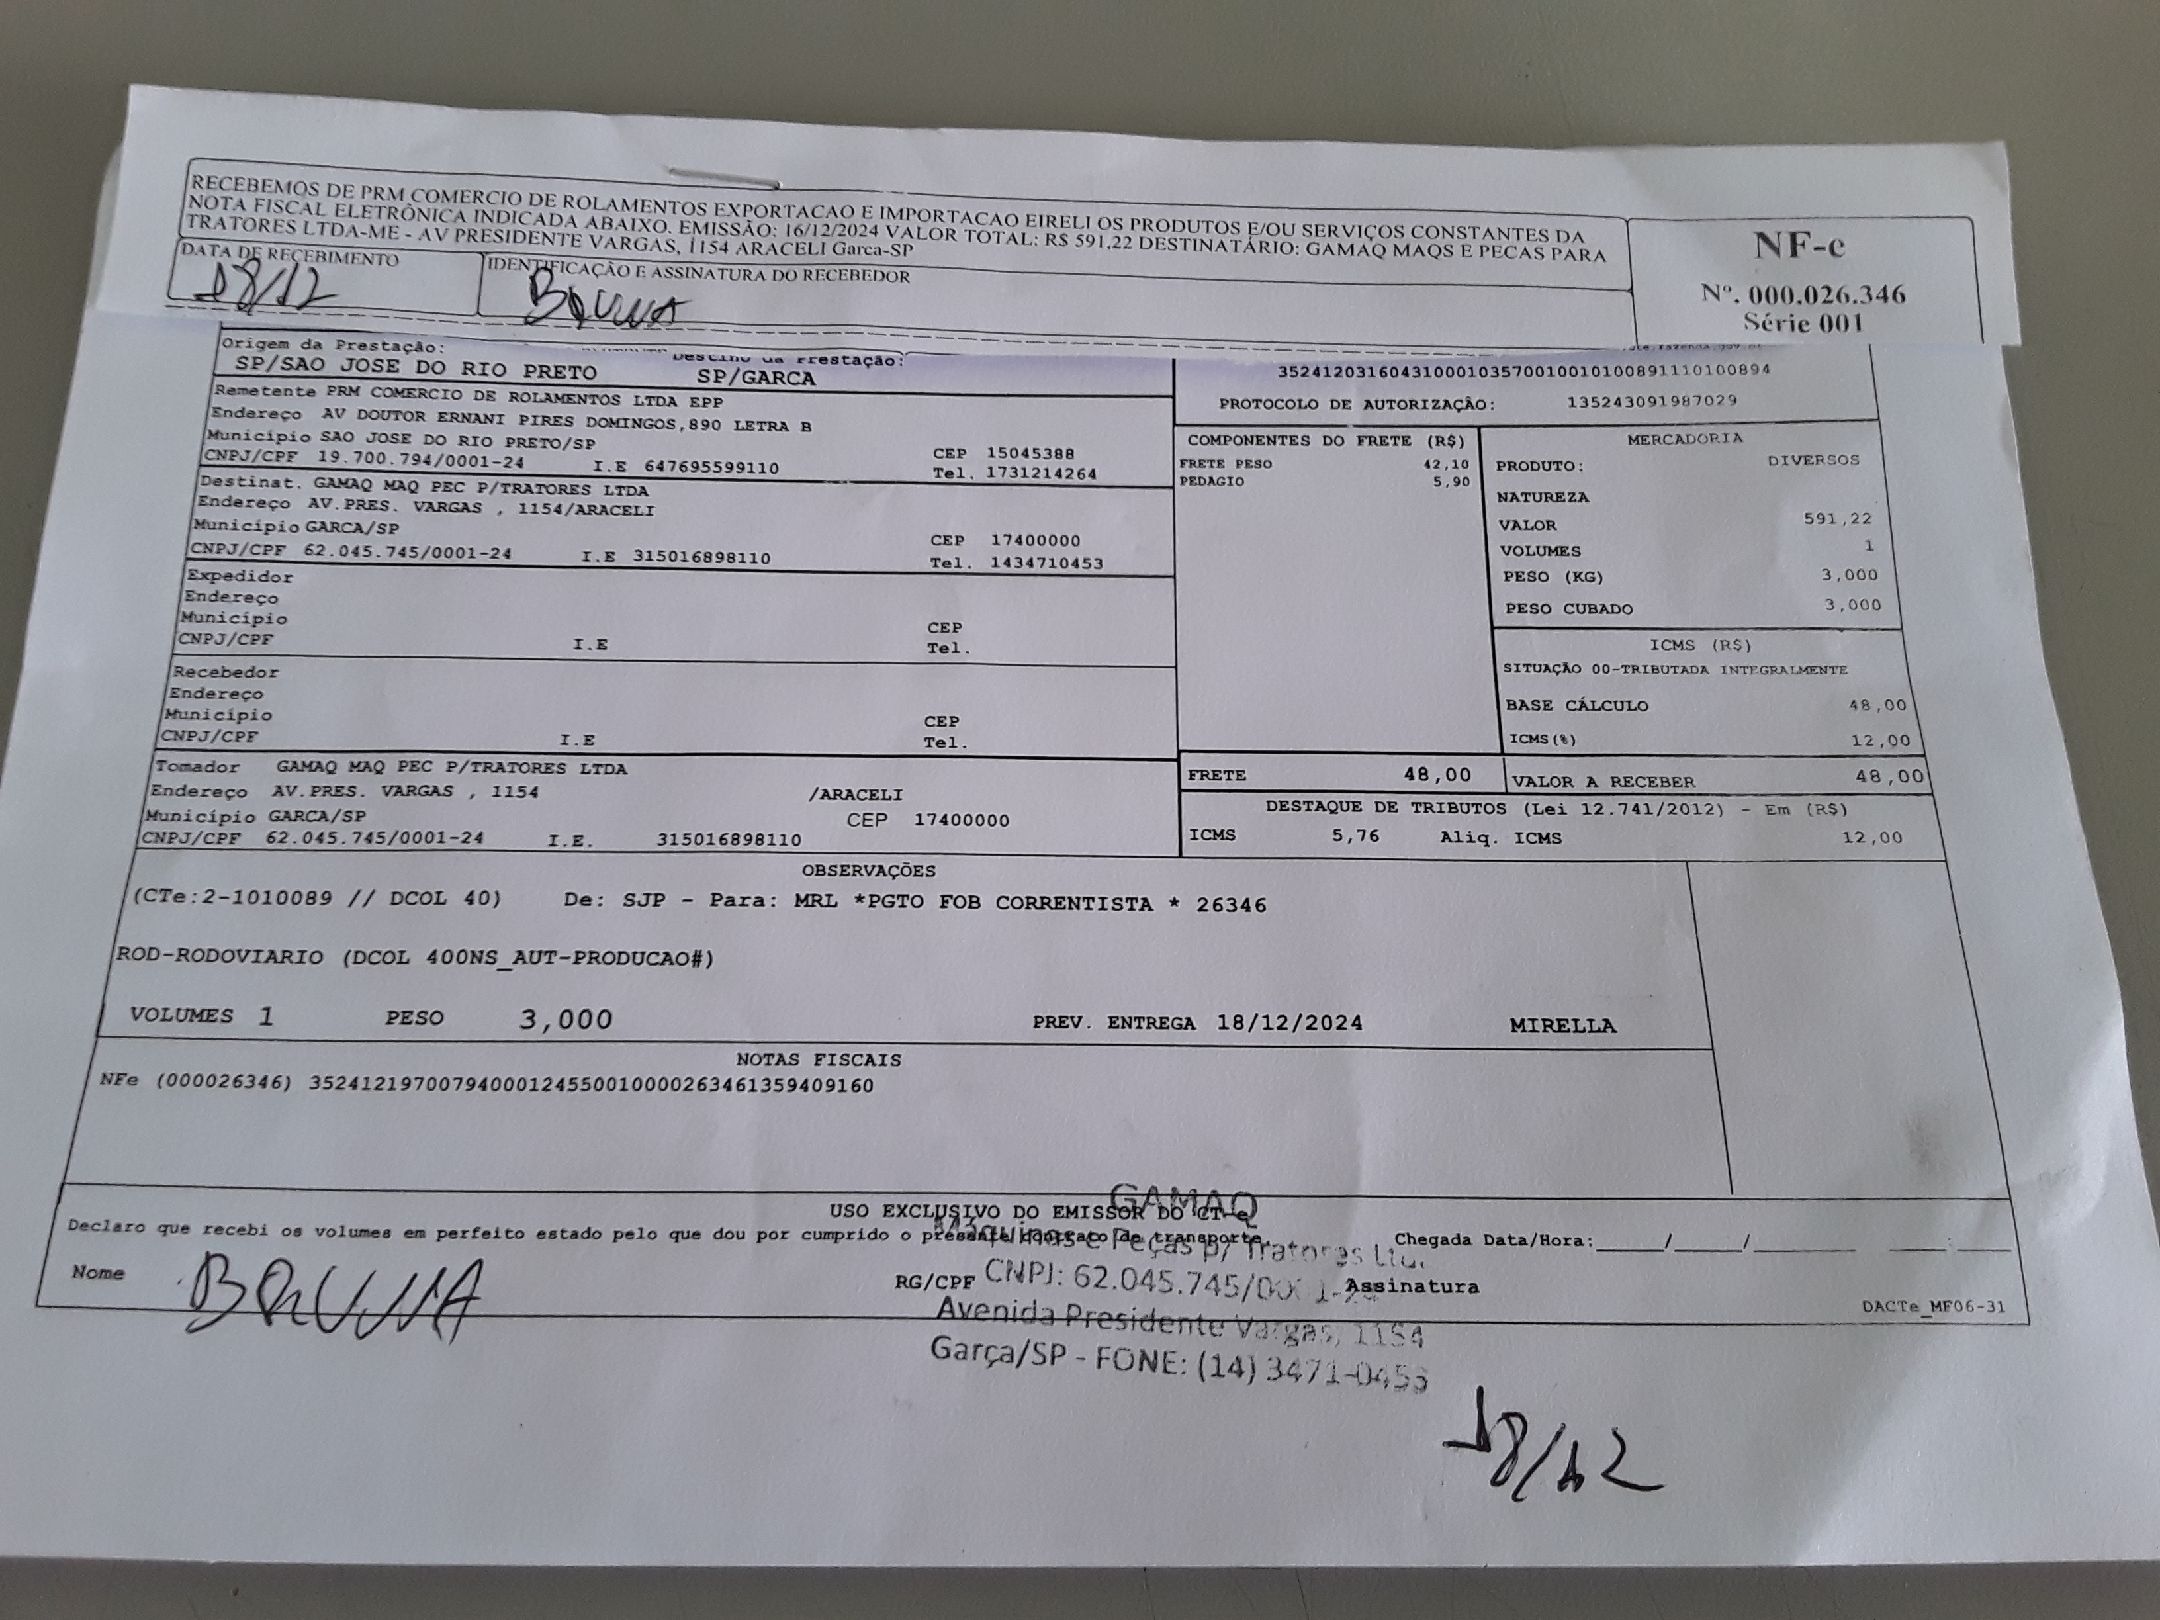 RECEBEMOS DE PRM COMERCIO DE ROLAMENTOS EXPORTACAO E IMPORTACAO EIRELI OS PRODUTOS E/OU SERVIÇOS CONSTANTES DA
NOTA FISCAL ELETRÔNICA INDICADA ABAIXO. EMISSÃO: 16/12/2024 VALOR TOTAL: R$ 591,22 DESTINATÁRIO: GAMAQ MAQS E PECAS PARA
TRATORES LTDA-ME - AV PRESIDENTE VARGAS, 1154 ARACELI Garca-SP
DATA DE RECEBIMENTO
18/12
IDENTIFICAÇÃO E ASSINATURA DO RECEBEDOR
BRUNA
NF-e
Nº. 000.026.346
Série 001
Origem da Prestação: Destino da Prestação:
SP/SAO JOSE DO RIO PRETO SP/GARCA
Remetente PRM COMERCIO DE ROLAMENTOS LTDA EPP
Endereço AV DOUTOR ERNANI PIRES DOMINGOS,890 LETRA B
Município SAO JOSE DO RIO PRETO/SP CEP 15045388
CNPJ/CPF 19.700.794/0001-24 I.E 647695599110 Tel. 1731214264
Destinat. GAMAQ MAQ PEC P/TRATORES LTDA
Endereço AV.PRES. VARGAS , 1154/ARACELI
Município GARCA/SP CEP 17400000
CNPJ/CPF 62.045.745/0001-24 I.E 315016898110 Tel. 1434710453
Expedidor
Endereço
Município CEP
CNPJ/CPF I.E Tel.
Recebedor
Endereço
Município CEP
CNPJ/CPF I.E Tel.
Tomador GAMAQ MAQ PEC P/TRATORES LTDA
Endereço AV.PRES. VARGAS , 1154 /ARACELI
Município GARCA/SP CEP 17400000
CNPJ/CPF 62.045.745/0001-24 I.E. 315016898110
35241203160431000103570010010100891110100894
PROTOCOLO DE AUTORIZAÇÃO: 135243091987029
COMPONENTES DO FRETE (R$)
FRETE PESO 42,10
PEDAGIO 5,90
MERCADORIA
PRODUTO: DIVERSOS
NATUREZA
VALOR 591,22
VOLUMES 1
PESO (KG) 3,000
PESO CUBADO 3,000
ICMS (R$)
SITUAÇÃO 00-TRIBUTADA INTEGRALMENTE
BASE CÁLCULO 48,00
ICMS(%) 12,00
FRETE 48,00 VALOR A RECEBER 48,00
DESTAQUE DE TRIBUTOS (Lei 12.741/2012) - Em (R$)
ICMS 5,76 Aliq. ICMS 12,00
OBSERVAÇÕES
(CTe:2-1010089 // DCOL 40) De: SJP - Para: MRL *PGTO FOB CORRENTISTA * 26346
ROD-RODOVIARIO (DCOL 400NS_AUT-PRODUCAO#)
VOLUMES 1 PESO 3,000 PREV. ENTREGA 18/12/2024 MIRELLA
NOTAS FISCAIS
NFe (000026346) 35241219700794000124550010000263461359409160
USO EXCLUSIVO DO EMISSOR DO CT-e
Declaro que recebi os volumes em perfeito estado pelo que dou por cumprido o presente contrato de transporte. Chegada Data/Hora:____/____/______ ___:___
Nome BRUNA RG/CPF Assinatura
DACTe_MF06-31
GAMAQ
Máquinas e Peças p/ Tratores Ltda.
CNPJ: 62.045.745/0001-24
Avenida Presidente Vargas, 1154
Garça/SP - FONE: (14) 3471-0453
18/12